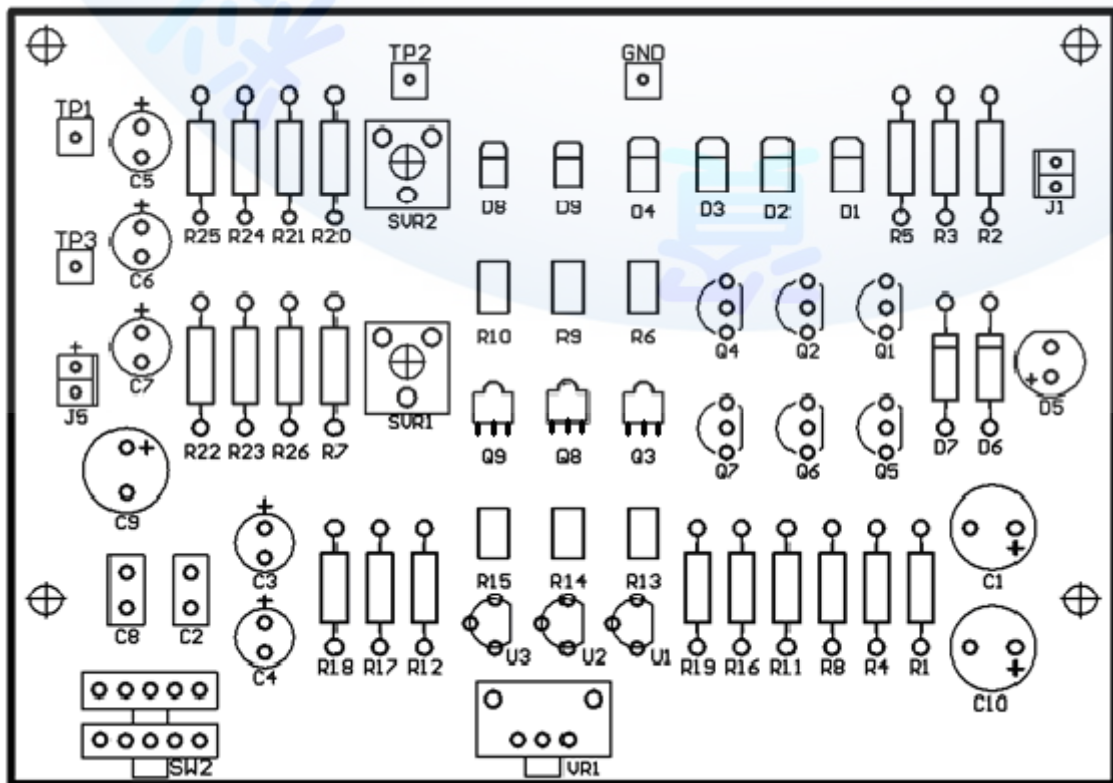 TP2 GND
TP1
C5
R25 R24 R21 R20 SVR2 D8 D9 D4 D3 D2 D1 R5 R3 R2 J1
TP3
C6
R10 R9 R6 Q4 Q2 Q1
C7
J5
R22 R23 R26 R7 SVR1 Q9 Q8 Q3 Q7 Q6 Q5 D7 D6 D5
C9
C3 R15 R14 R13 C1
C8 C2
C4 R18 R17 R12 U3 U2 U1 R19 R16 R11 R8 R4 R1
C10
SW2 VR1